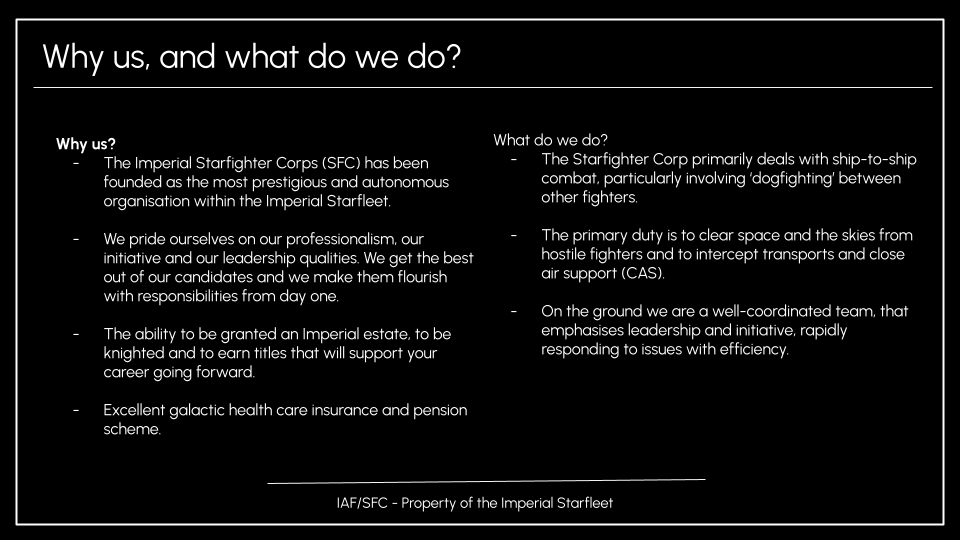 Why us, and what do we do?
Why us?
- The Imperial Starfighter Corps (SFC) has been
founded as the most prestigious and autonomous
organisation within the Imperial Starfleet.
- We pride ourselves on our professionalism, our
initiative and our leadership qualities. We get the best
out of our candidates and we make them flourish
with responsibilities from day one.
- The ability to be granted an Imperial estate, to be
knighted and to earn titles that will support your
career going forward.
- Excellent galactic health care insurance and pension
scheme.
What do we do?
- The Starfighter Corp primarily deals with ship-to-ship
combat, particularly involving ‘dogfighting’ between
other fighters.
- The primary duty is to clear space and the skies from
hostile fighters and to intercept transports and close
air support (CAS).
- On the ground we are a well-coordinated team, that
emphasises leadership and initiative, rapidly
responding to issues with efficiency.
IAF/SFC - Property of the Imperial Starfleet